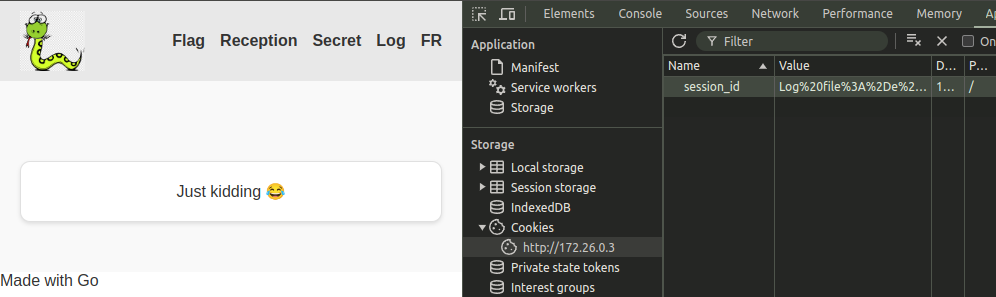 Flag Reception Secret Log FR
Just kidding 😂
Made with Go
Elements Console Sources Network Performance Memory
Application
Manifest
Service workers
Storage
Storage
Local storage
Session storage
IndexedDB
Cookies
http://172.26.0.3
Private state tokens
Interest groups
Filter On
Name Value D... P...
session_id Log%20file%3A%2De%2... 1... /